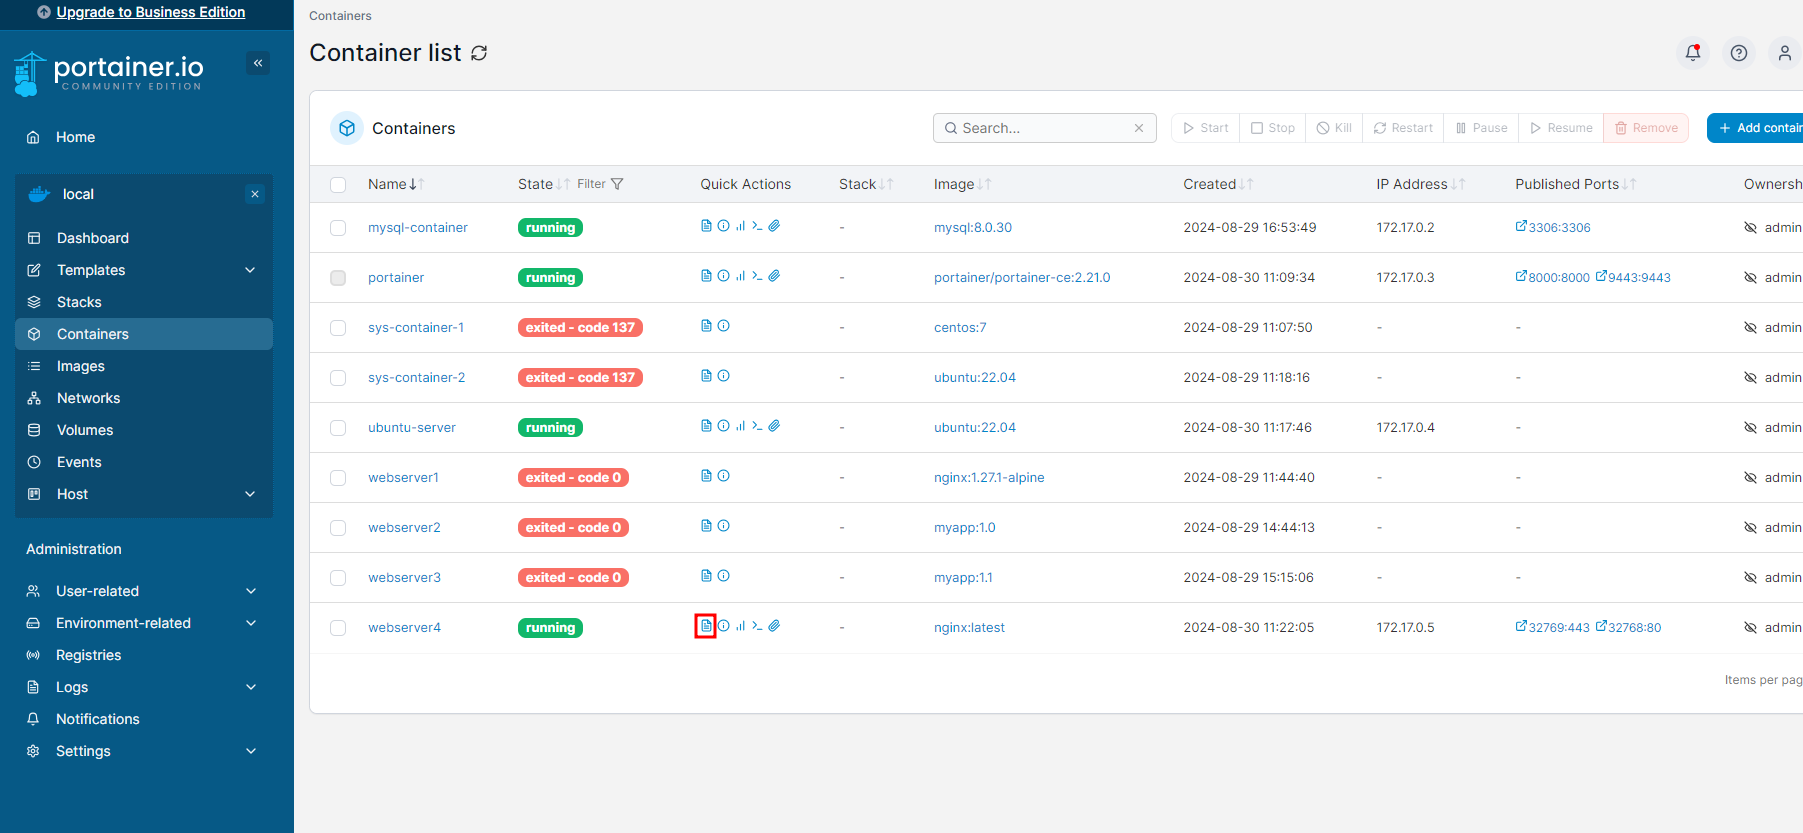 Upgrade to Business Edition
portainer.io
COMMUNITY EDITION
Home
local
Dashboard
Templates
Stacks
Containers
Images
Networks
Volumes
Events
Host
Administration
User-related
Environment-related
Registries
Logs
Notifications
Settings
Containers
Container list
Containers
Search...
Start Stop Kill Restart Pause Resume Remove
+ Add contain
Name State Filter Quick Actions Stack Image Created IP Address Published Ports Ownersh
mysql-container running - mysql:8.0.30 2024-08-29 16:53:49 172.17.0.2 3306:3306 admin
portainer running - portainer/portainer-ce:2.21.0 2024-08-30 11:09:34 172.17.0.3 8000:8000 9443:9443 admin
sys-container-1 exited - code 137 - centos:7 2024-08-29 11:07:50 - - admin
sys-container-2 exited - code 137 - ubuntu:22.04 2024-08-29 11:18:16 - - admin
ubuntu-server running - ubuntu:22.04 2024-08-30 11:17:46 172.17.0.4 - admin
webserver1 exited - code 0 - nginx:1.27.1-alpine 2024-08-29 11:44:40 - - admin
webserver2 exited - code 0 - myapp:1.0 2024-08-29 14:44:13 - - admin
webserver3 exited - code 0 - myapp:1.1 2024-08-29 15:15:06 - - admin
webserver4 running - nginx:latest 2024-08-30 11:22:05 172.17.0.5 32769:443 32768:80 admin
Items per pag